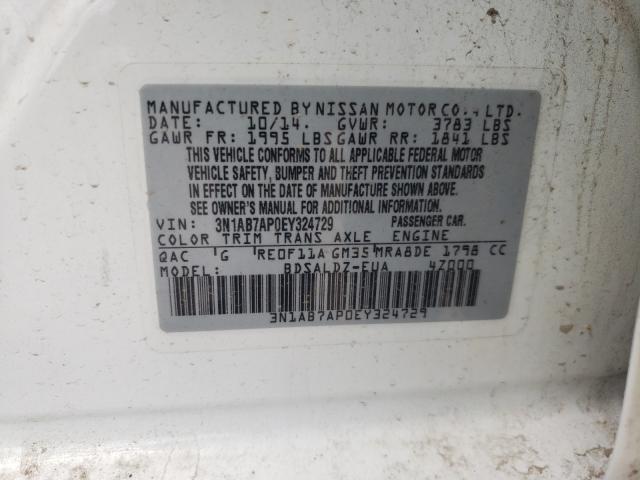 MANUFACTURED BY NISSAN MOTOR CO., LTD.
DATE: 10/14. GVWR: 3783 LBS
GAWR FR: 1995 LBS GAWR RR: 1841 LBS
THIS VEHICLE CONFORMS TO ALL APPLICABLE FEDERAL MOTOR
VEHICLE SAFETY, BUMPER AND THEFT PREVENTION STANDARDS
IN EFFECT ON THE DATE OF MANUFACTURE SHOWN ABOVE.
SEE OWNER'S MANUAL FOR ADDITIONAL INFORMATION.
VIN: 3N1AB7AP0EY324729 PASSENGER CAR.
COLOR TRIM TRANS AXLE ENGINE
QAC G RE0F11A GM35 MRA8DE 1798 CC
MODEL: BDSALDZ-EUA 4Z000
3N1AB7AP0EY324729